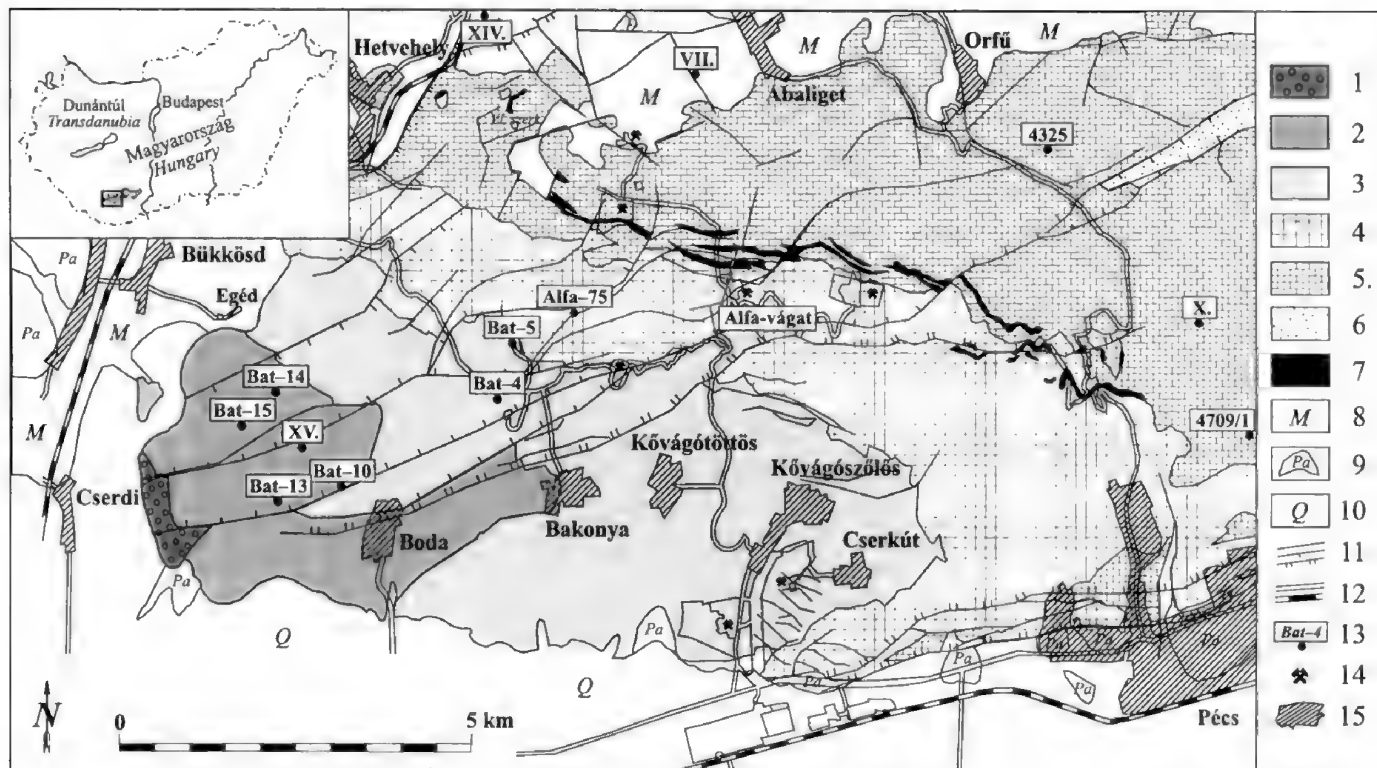 Dunántúl
Transdanubia
Budapest
Magyarország
Hungary
Hetvehely
XIV.
VII.
M
M
Orfű
M
Abaliget
4325
M
Pa
Bükkösd
Egéd
Pa
M
Alfa–75
Bat–5
Alfa-vágat
X.
Bat–14
Bat–4
Bat–15
M
XV.
4709/1
Kővágótöttös
Bat–10
Bat–13
Kővágószőlős
Cserdi
Boda
Bakonya
Cserkút
Pa
Q
Pa
Q
Pa
Pa
Pa
Pa
Pa
Pa
Pécs
N
0
5 km
1
2
3
4
5.
6
7
M 8
Pa 9
Q 10
11
12
Bat–4 13
14
15